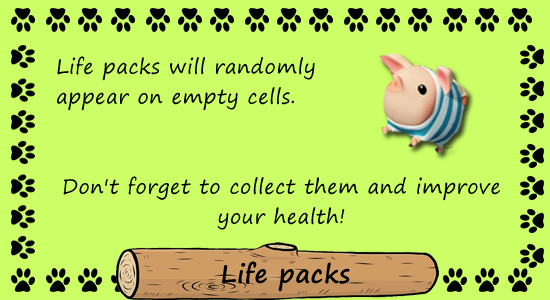 Life packs will randomly
appear on empty cells.
Don't forget to collect them and improve
your health!
Life packs